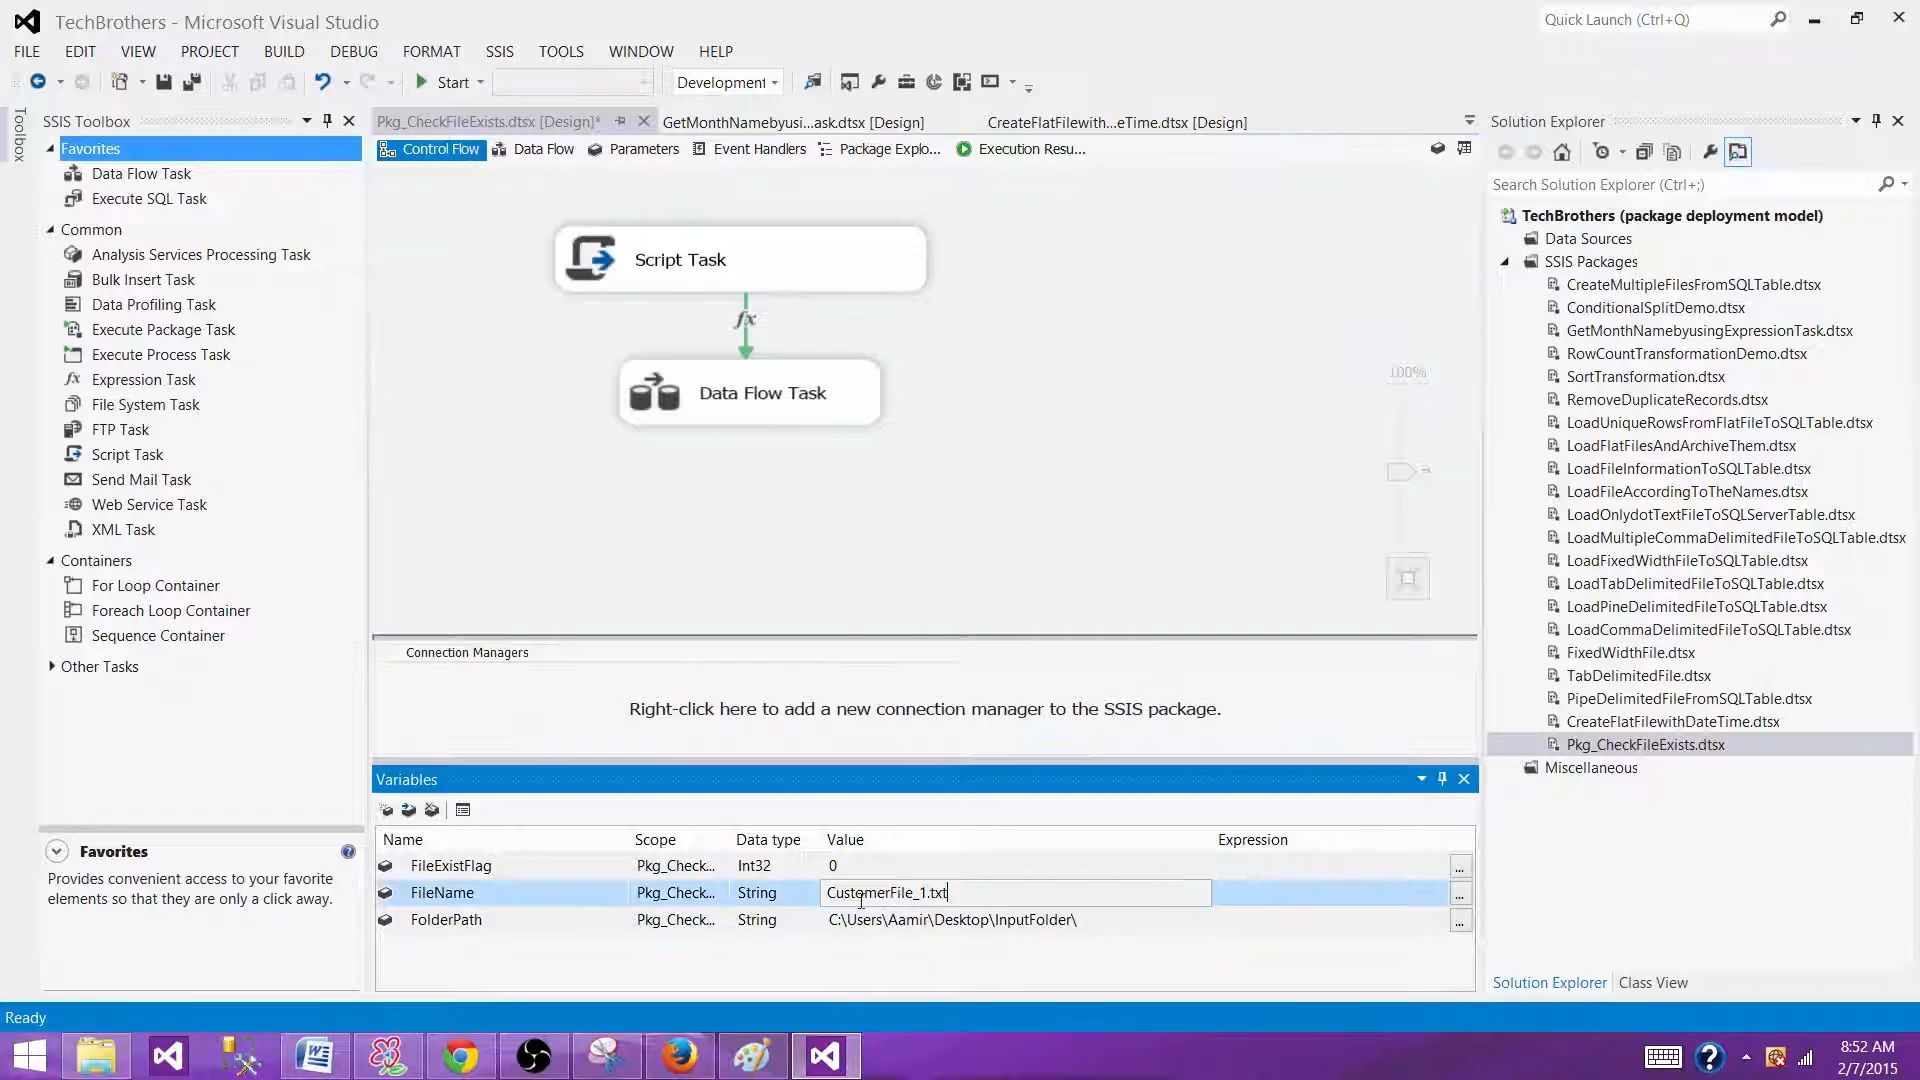 TechBrothers - Microsoft Visual Studio
Quick Launch (Ctrl+Q)
FILE EDIT VIEW PROJECT BUILD DEBUG FORMAT SSIS TOOLS WINDOW HELP
Start
Development
Toolbox
SSIS Toolbox
Favorites
Data Flow Task
Execute SQL Task
Common
Analysis Services Processing Task
Bulk Insert Task
Data Profiling Task
Execute Package Task
Execute Process Task
Expression Task
File System Task
FTP Task
Script Task
Send Mail Task
Web Service Task
XML Task
Containers
For Loop Container
Foreach Loop Container
Sequence Container
Other Tasks
Favorites
Provides convenient access to your favorite
elements so that they are only a click away.
Pkg_CheckFileExists.dtsx [Design]* GetMonthNamebyusi...ask.dtsx [Design] CreateFlatFilewith...eTime.dtsx [Design]
Control Flow Data Flow Parameters Event Handlers Package Explo... Execution Resu...
Script Task
fx
Data Flow Task
100%
Connection Managers
Right-click here to add a new connection manager to the SSIS package.
Variables
Name Scope Data type Value Expression
FileExistFlag Pkg_Check... Int32 0 ...
FileName Pkg_Check... String CustomerFile_1.txt ...
FolderPath Pkg_Check... String C:\Users\Aamir\Desktop\InputFolder\ ...
Solution Explorer
Search Solution Explorer (Ctrl+;)
TechBrothers (package deployment model)
Data Sources
SSIS Packages
CreateMultipleFilesFromSQLTable.dtsx
ConditionalSplitDemo.dtsx
GetMonthNamebyusingExpressionTask.dtsx
RowCountTransformationDemo.dtsx
SortTransformation.dtsx
RemoveDuplicateRecords.dtsx
LoadUniqueRowsFromFlatFileToSQLTable.dtsx
LoadFlatFilesAndArchiveThem.dtsx
LoadFileInformationToSQLTable.dtsx
LoadFileAccordingToTheNames.dtsx
LoadOnlydotTextFileToSQLServerTable.dtsx
LoadMultipleCommaDelimitedFileToSQLTable.dtsx
LoadFixedWidthFileToSQLTable.dtsx
LoadTabDelimitedFileToSQLTable.dtsx
LoadPineDelimitedFileToSQLTable.dtsx
LoadCommaDelimitedFileToSQLTable.dtsx
FixedWidthFile.dtsx
TabDelimitedFile.dtsx
PipeDelimitedFileFromSQLTable.dtsx
CreateFlatFilewithDateTime.dtsx
Pkg_CheckFileExists.dtsx
Miscellaneous
Solution Explorer Class View
Ready
8:52 AM
2/7/2015